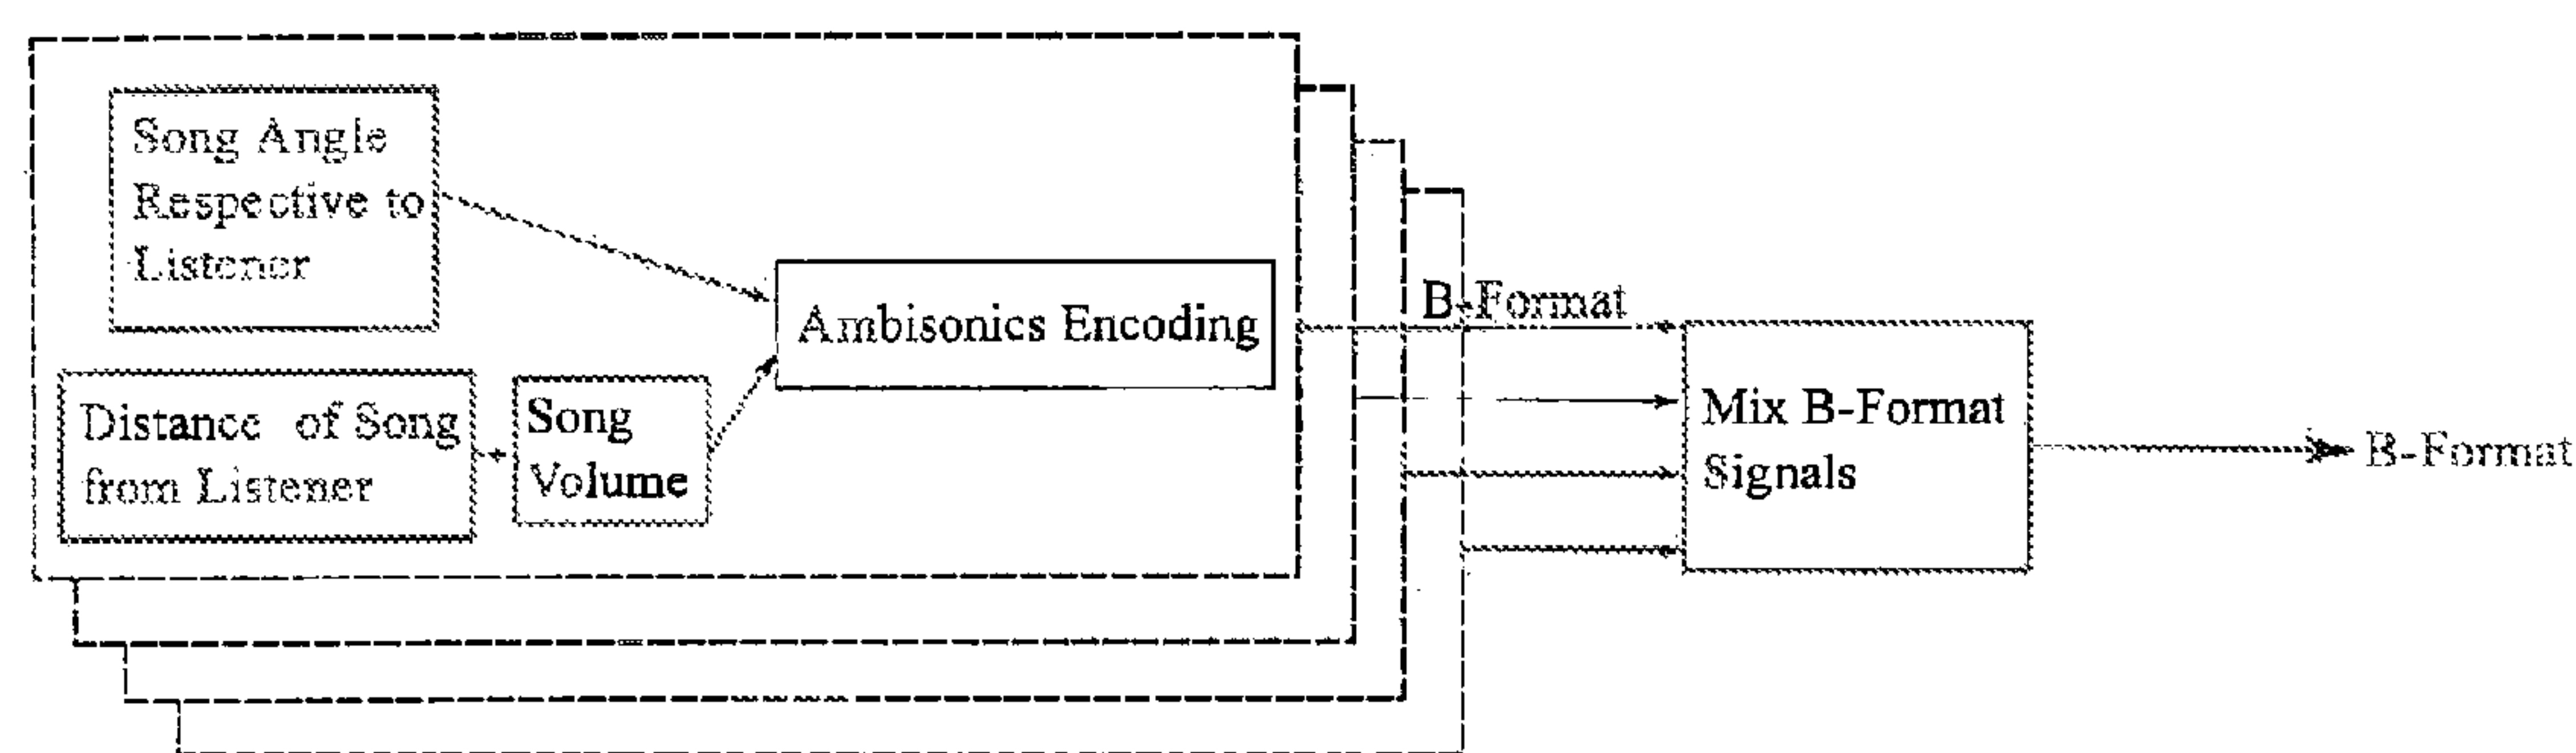 Song Angle
Respective to
Listener
Distance of Song
from Listener
Song
Volume
Ambisonics Encoding
B-Format
Mix B-Format
Signals
B-Format